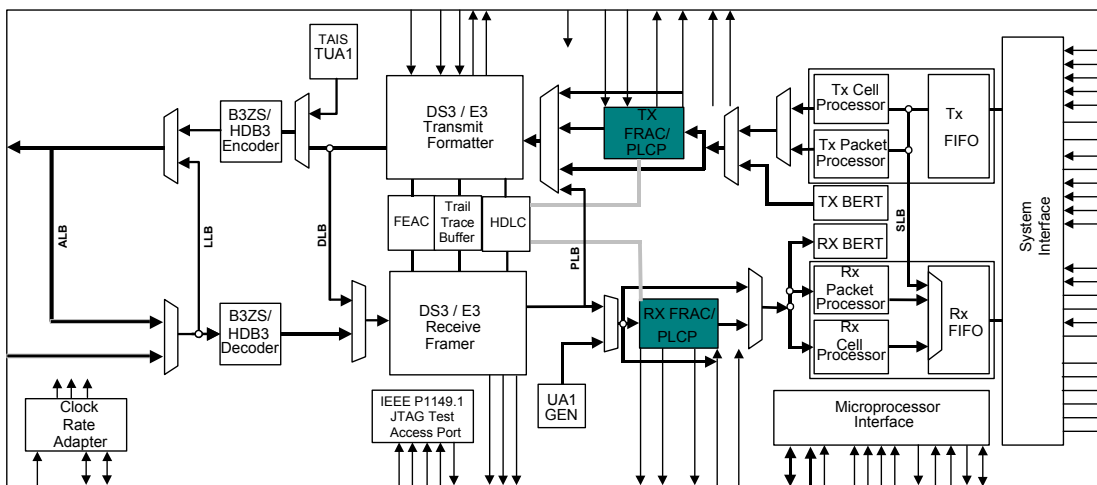 TAIS
TUA1
B3ZS/
HDB3
Encoder
DS3 / E3
Transmit
Formatter
TX
FRAC/
PLCP
Tx Cell
Processor
Tx Packet
Processor
Tx
FIFO
TX BERT
RX BERT
System
Interface
FEAC
Trail
Trace
Buffer
HDLC
ALB
LLB
DLB
PLB
SLB
B3ZS/
HDB3
Decoder
DS3 / E3
Receive
Framer
RX FRAC/
PLCP
Rx
Packet
Processor
Rx
Cell
Processor
Rx
FIFO
UA1
GEN
Clock
Rate
Adapter
IEEE P1149.1
JTAG Test
Access Port
Microprocessor
Interface